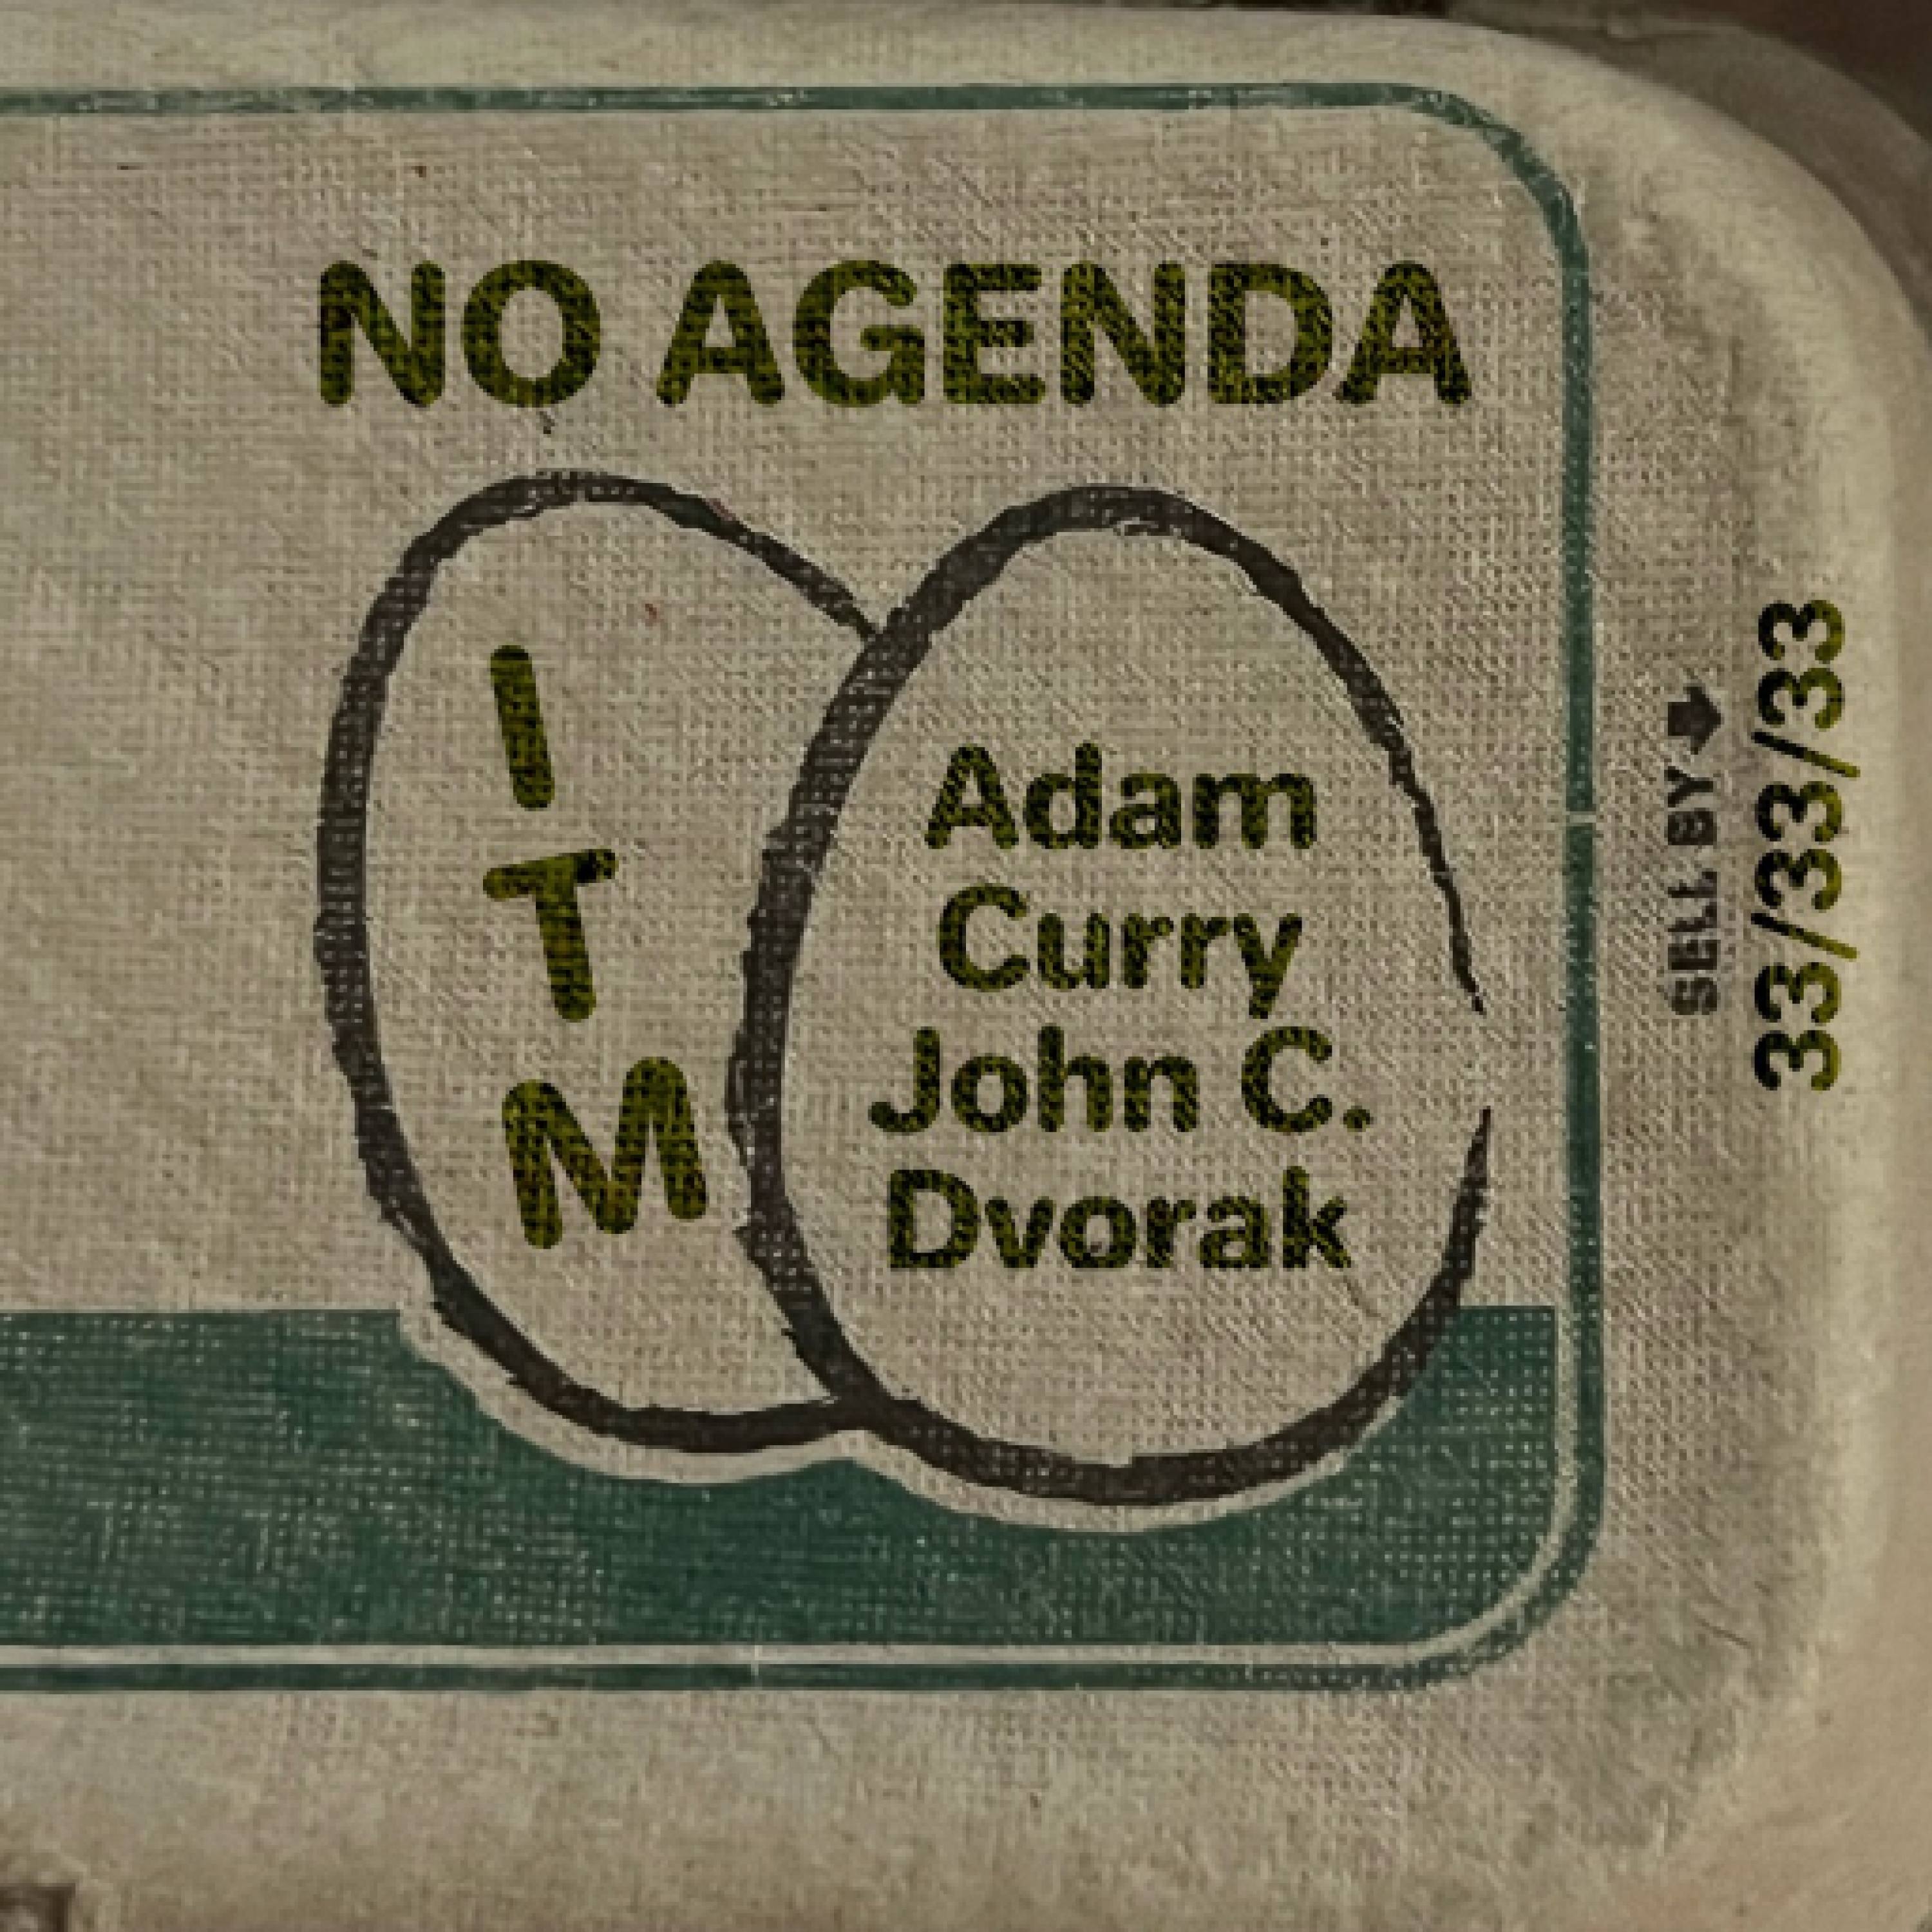 NO AGENDA
I
T
M
Adam
Curry
John C.
Dvorak
SELL BY
33/33/33